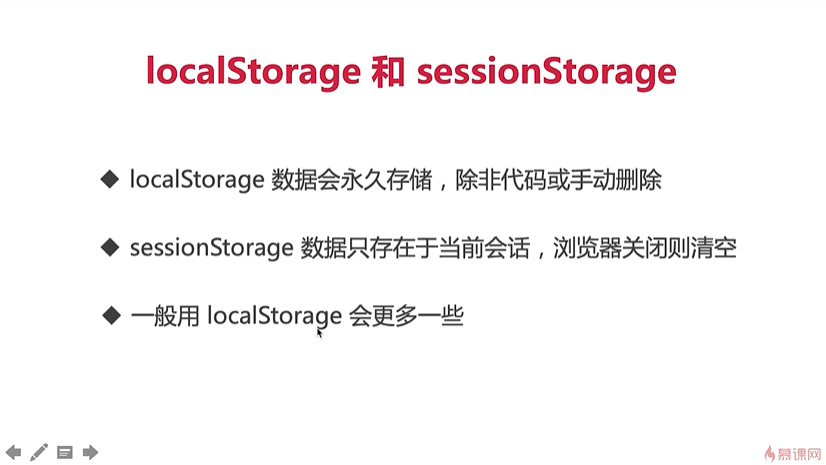 localStorage 和 sessionStorage
localStorage 数据会永久存储，除非代码或手动删除
sessionStorage 数据只存在于当前会话，浏览器关闭则清空
一般用 localStorage 会更多一些
慕课网